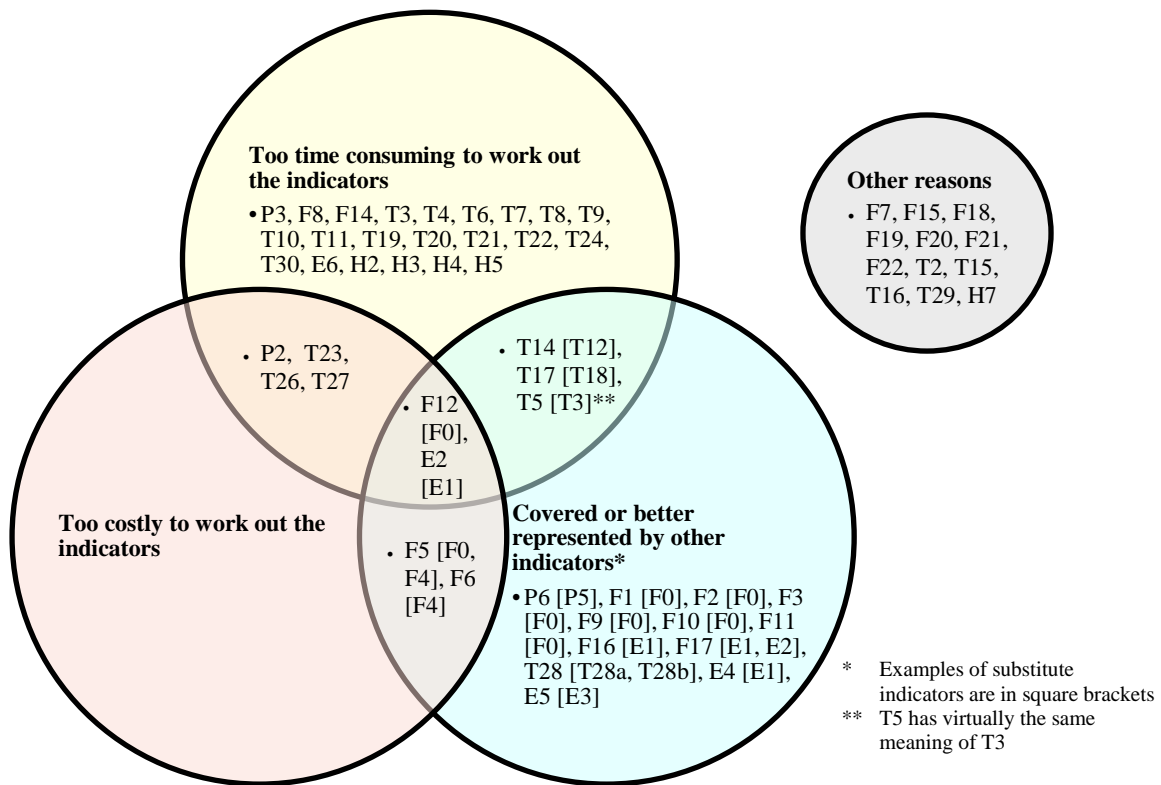 Too time consuming to work out
the indicators
•P3, F8, F14, T3, T4, T6, T7, T8, T9,
T10, T11, T19, T20, T21, T22, T24,
T30, E6, H2, H3, H4, H5
Other reasons
• F7, F15, F18,
F19, F20, F21,
F22, T2, T15,
T16, T29, H7
• P2, T23,
T26, T27
• T14 [T12],
T17 [T18],
T5 [T3]**
• F12
[F0],
E2
[E1]
Too costly to work out the
indicators
• F5 [F0,
F4], F6
[F4]
Covered or better
represented by other
indicators*
•P6 [P5], F1 [F0], F2 [F0], F3
[F0], F9 [F0], F10 [F0], F11
[F0], F16 [E1], F17 [E1, E2],
T28 [T28a, T28b], E4 [E1],
E5 [E3]
* Examples of substitute
indicators are in square brackets
** T5 has virtually the same
meaning of T3